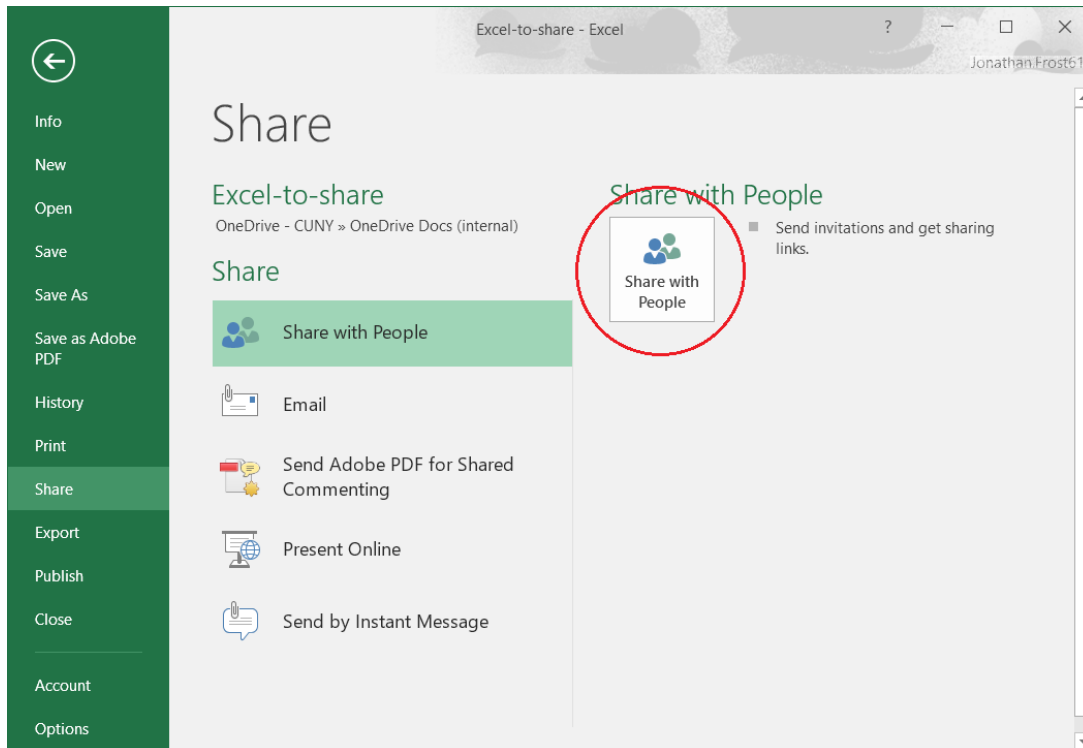 Excel-to-share - Excel
?
Jonathan.Frost61
Info
New
Open
Save
Save As
Save as Adobe
PDF
History
Print
Share
Export
Publish
Close
Account
Options
Share
Excel-to-share
OneDrive - CUNY » OneDrive Docs (internal)
Share
Share with People
Email
Send Adobe PDF for Shared
Commenting
Present Online
Send by Instant Message
Share with People
Share with
People
Send invitations and get sharing
links.